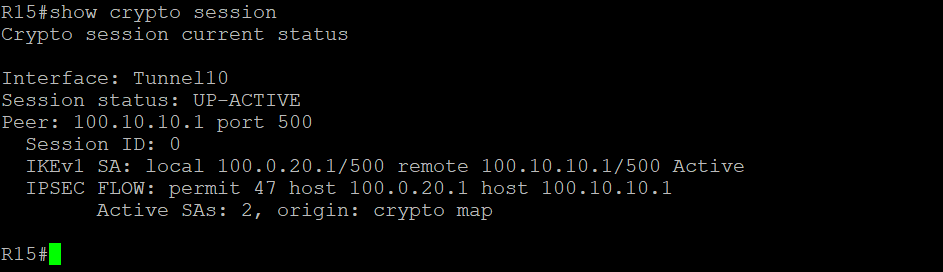 R15#show crypto session
Crypto session current status
Interface: Tunnel10
Session status: UP-ACTIVE
Peer: 100.10.10.1 port 500
  Session ID: 0
  IKEv1 SA: local 100.0.20.1/500 remote 100.10.10.1/500 Active
  IPSEC FLOW: permit 47 host 100.0.20.1 host 100.10.10.1
        Active SAs: 2, origin: crypto map
R15#